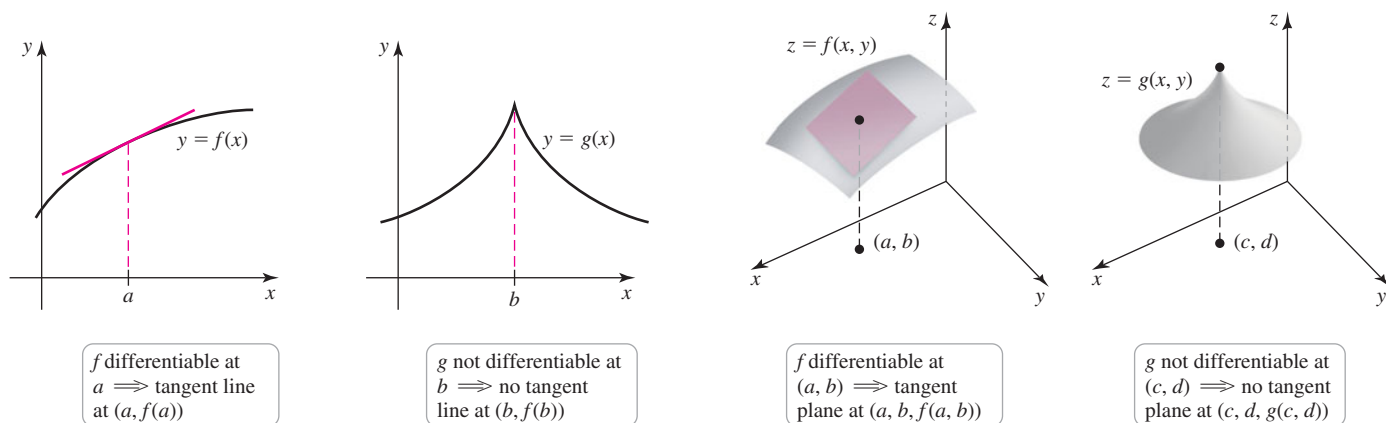 y
y = f(x)
a
x
f differentiable at
a ⟹ tangent line
at (a, f(a))
y
y = g(x)
b
x
g not differentiable at
b ⟹ no tangent
line at (b, f(b))
z
z = f(x, y)
(a, b)
x
y
f differentiable at
(a, b) ⟹ tangent
plane at (a, b, f(a, b))
z
z = g(x, y)
(c, d)
x
y
g not differentiable at
(c, d) ⟹ no tangent
plane at (c, d, g(c, d))